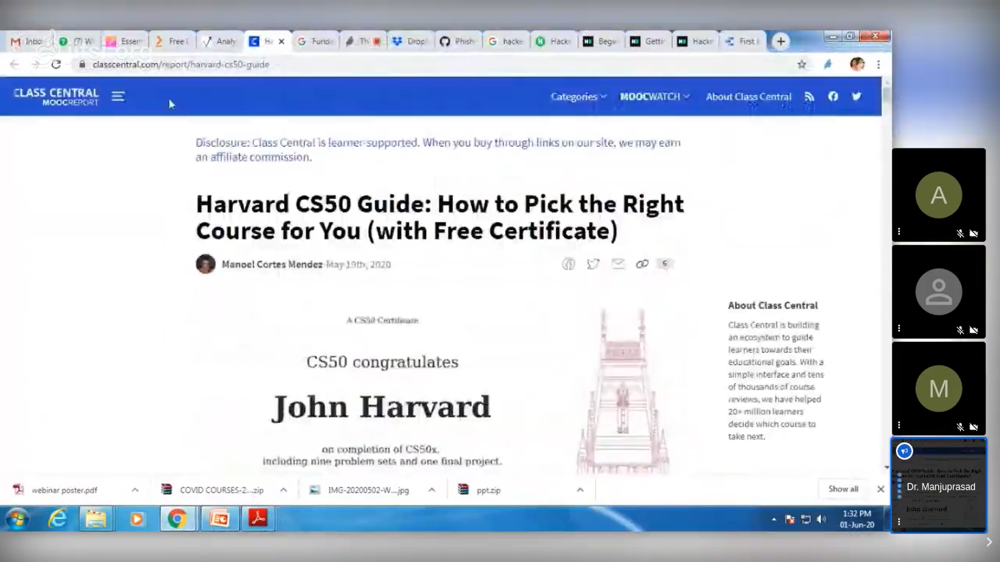 Inbo
(7) W
Essen
Free
Analy
Ha
Funda
Th
Drop
Phish
hacke
Hacke
Begi
Getti
Hacke
First
classcentral.com/report/harvard-cs50-guide
CLASS CENTRAL
MOOCREPORT
Categories
MOOCWATCH
About Class Central
Disclosure: Class Central is learner-supported. When you buy through links on our site, we may earn
an affiliate commission.
Harvard CS50 Guide: How to Pick the Right
Course for You (with Free Certificate)
Manoel Cortes Mendez May 19th, 2020
6
A CS50 Certificate
CS50 congratulates
John Harvard
on completion of CS50x,
including nine problem sets and one final project.
About Class Central
Class Central is building
an ecosystem to guide
learners towards their
educational goals. With a
simple interface and tens
of thousands of course
reviews, we have helped
20+ million learners
decide which course to
take next.
webinar poster.pdf
COVID COURSES-2....zip
IMG-20200502-W....jpg
ppt.zip
Show all
1:32 PM
01-Jun-20
A
M
Dr. Manjuprasad
John Harvard